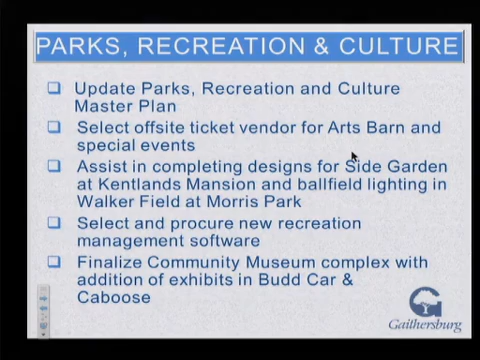 PARKS, RECREATION & CULTURE
Update Parks, Recreation and Culture
Master Plan
Select offsite ticket vendor for Arts Barn and
special events
Assist in completing designs for Side Garden
at Kentlands Mansion and ballfield lighting in
Walker Field at Morris Park
Select and procure new recreation
management software
Finalize Community Museum complex with
addition of exhibits in Budd Car &
Caboose
Gaithersburg